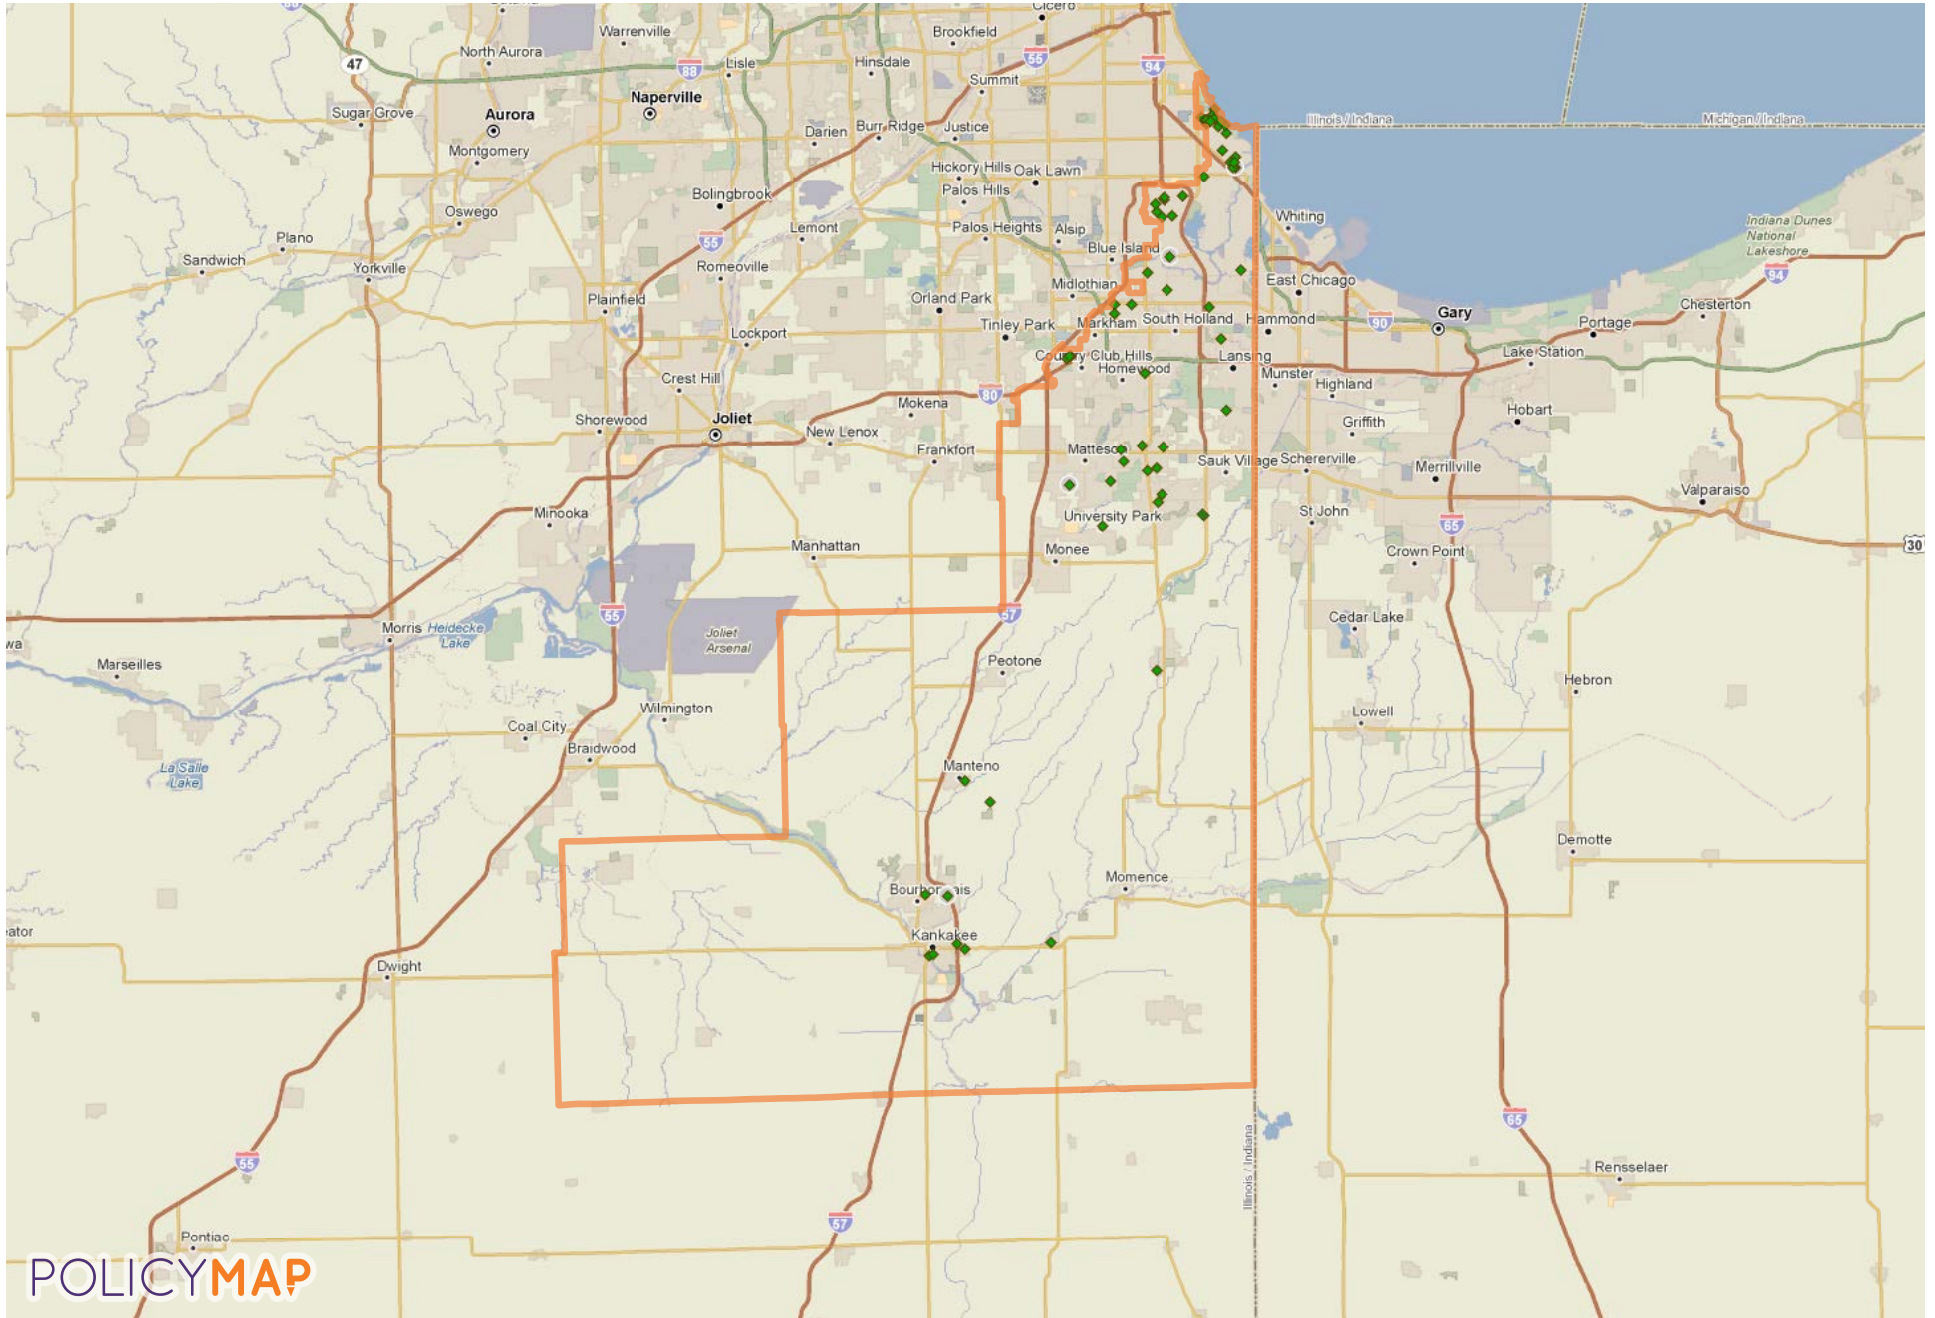 Cicero
Warrenville
Brookfield
North Aurora
55
47
88
Lisle
Hinsdale
94
Summit
Naperville
Sugar Grove
Aurora
Illinois / Indiana
Michigan / Indiana
Darien
Burr Ridge
Justice
Montgomery
Hickory Hills
Oak Lawn
Bolingbrook
Palos Hills
Oswego
Whiting
Indiana Dunes
National
Lakeshore
Lemont
Palos Heights
Alsip
Plano
55
Blue Island
Sandwich
Yorkville
Romeoville
94
East Chicago
Midlothian
Plainfield
Orland Park
Chesterton
Gary
Tinley Park
Markham
South Holland
Hammond
90
Portage
Lockport
Country Club Hills
Lansing
Lake Station
Homewood
Munster
Crest Hill
Highland
80
Mokena
Hobart
Joliet
Shorewood
Griffith
New Lenox
Frankfort
Matteson
Sauk Village
Schererville
Merrillville
Valparaiso
Minooka
University Park
St John
65
Manhattan
Monee
Crown Point
30
55
57
Cedar Lake
Morris
Heidecke
Lake
Joliet
Arsenal
wa
Marseilles
Peotone
Hebron
Wilmington
Lowell
Coal City
Braidwood
La Salle
Lake
Manteno
Demotte
Momence
Bourbonnais
eator
Kankakee
Dwight
65
Illinois / Indiana
55
Rensselaer
57
Pontiac
POLICYMAP